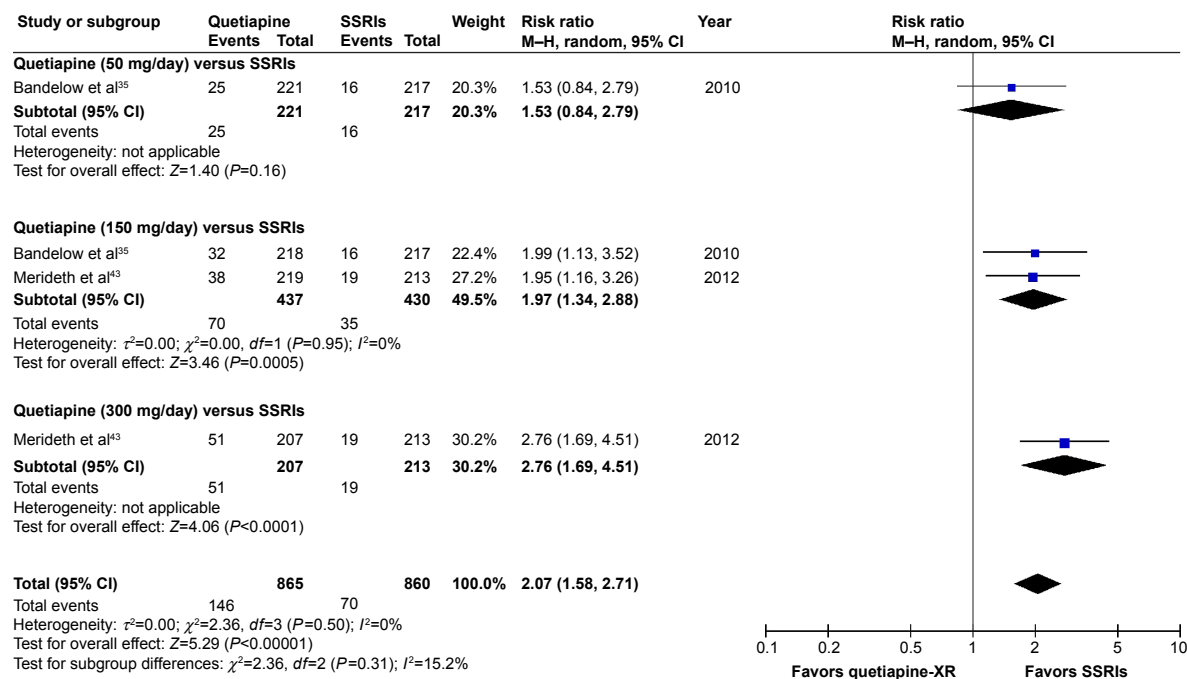 Study or subgroup Quetiapine SSRIs Weight Risk ratio Year Risk ratio
Events Total Events Total M–H, random, 95% CI M–H, random, 95% CI
Quetiapine (50 mg/day) versus SSRIs
Bandelow et al³⁵ 25 221 16 217 20.3% 1.53 (0.84, 2.79) 2010
Subtotal (95% CI) 221 217 20.3% 1.53 (0.84, 2.79)
Total events 25 16
Heterogeneity: not applicable
Test for overall effect: Z=1.40 (P=0.16)
Quetiapine (150 mg/day) versus SSRIs
Bandelow et al³⁵ 32 218 16 217 22.4% 1.99 (1.13, 3.52) 2010
Merideth et al⁴³ 38 219 19 213 27.2% 1.95 (1.16, 3.26) 2012
Subtotal (95% CI) 437 430 49.5% 1.97 (1.34, 2.88)
Total events 70 35
Heterogeneity: τ²=0.00; χ²=0.00, df=1 (P=0.95); I²=0%
Test for overall effect: Z=3.46 (P=0.0005)
Quetiapine (300 mg/day) versus SSRIs
Merideth et al⁴³ 51 207 19 213 30.2% 2.76 (1.69, 4.51) 2012
Subtotal (95% CI) 207 213 30.2% 2.76 (1.69, 4.51)
Total events 51 19
Heterogeneity: not applicable
Test for overall effect: Z=4.06 (P<0.0001)
Total (95% CI) 865 860 100.0% 2.07 (1.58, 2.71)
Total events 146 70
Heterogeneity: τ²=0.00; χ²=2.36, df=3 (P=0.50); I²=0%
Test for overall effect: Z=5.29 (P<0.00001)
Test for subgroup differences: χ²=2.36, df=2 (P=0.31); I²=15.2%
0.1 0.2 0.5 1 2 5 10
Favors quetiapine-XR Favors SSRIs